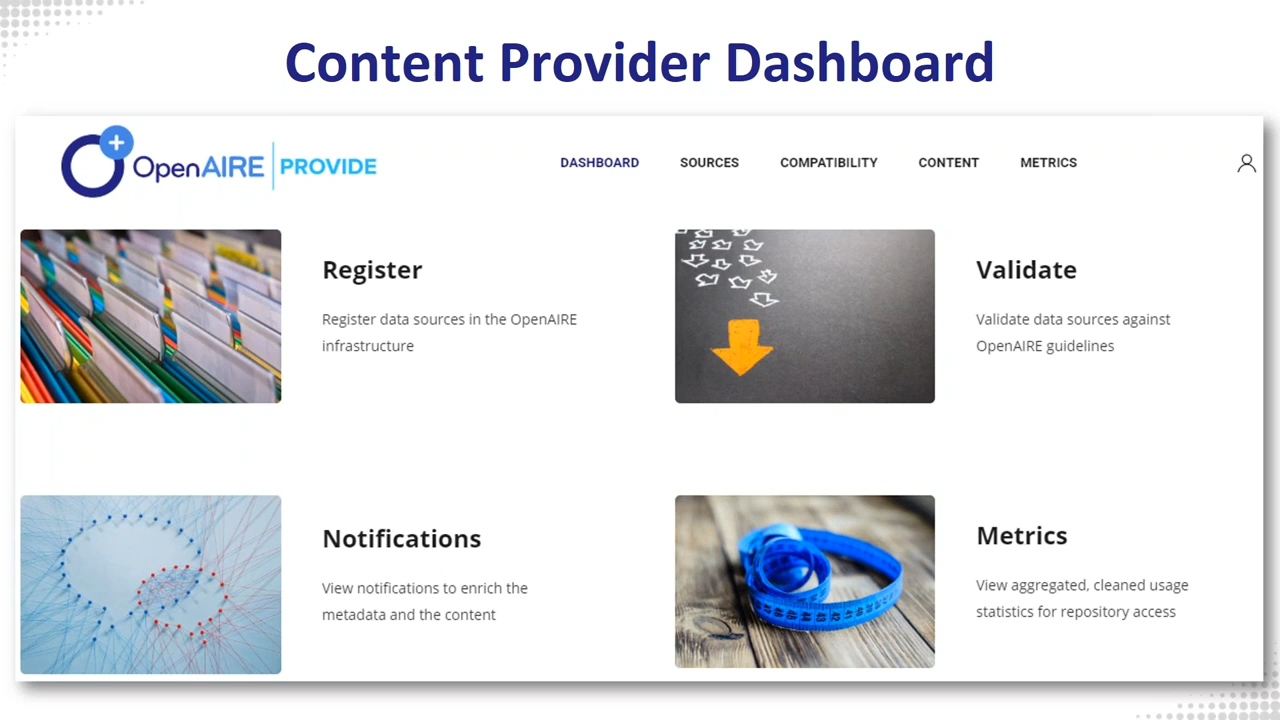 Content Provider Dashboard
OpenAIRE | PROVIDE
DASHBOARD SOURCES COMPATIBILITY CONTENT METRICS
Register
Register data sources in the OpenAIRE
infrastructure
Validate
Validate data sources against
OpenAIRE guidelines
Notifications
View notifications to enrich the
metadata and the content
Metrics
View aggregated, cleaned usage
statistics for repository access